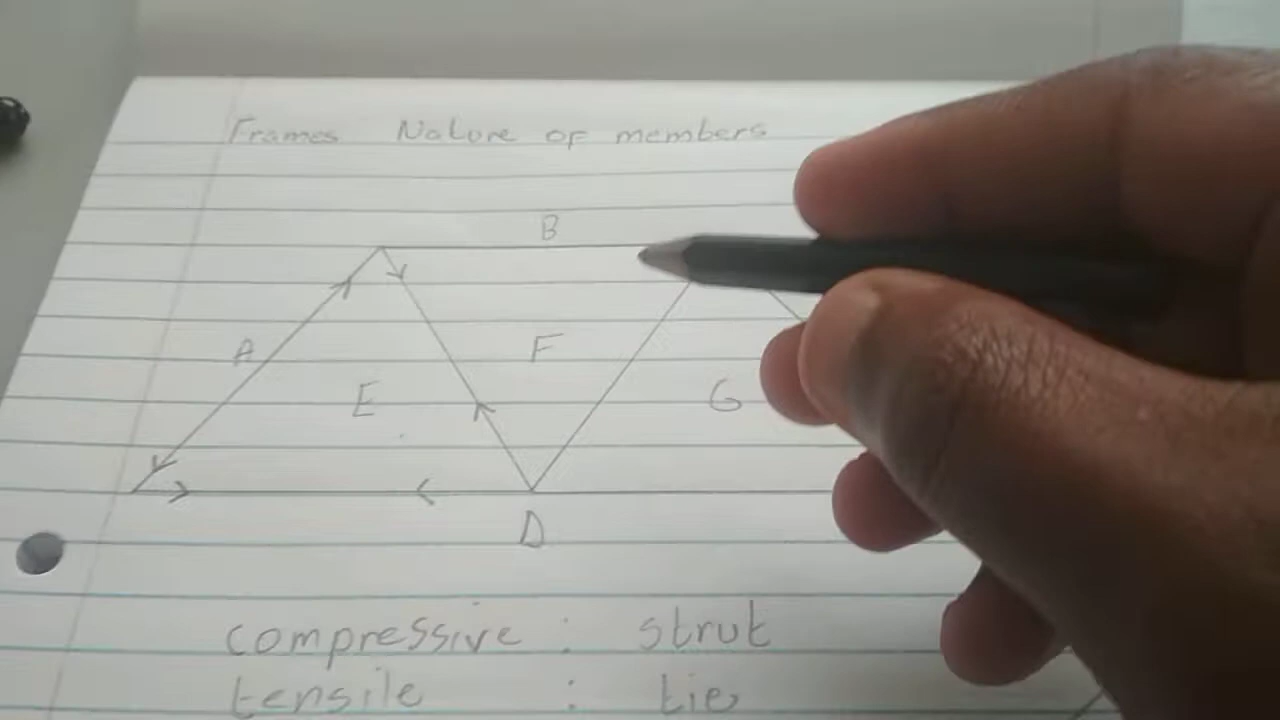 Frames Nature of members
B
A
F
E
G
D
compressive : strut
tensile : tie